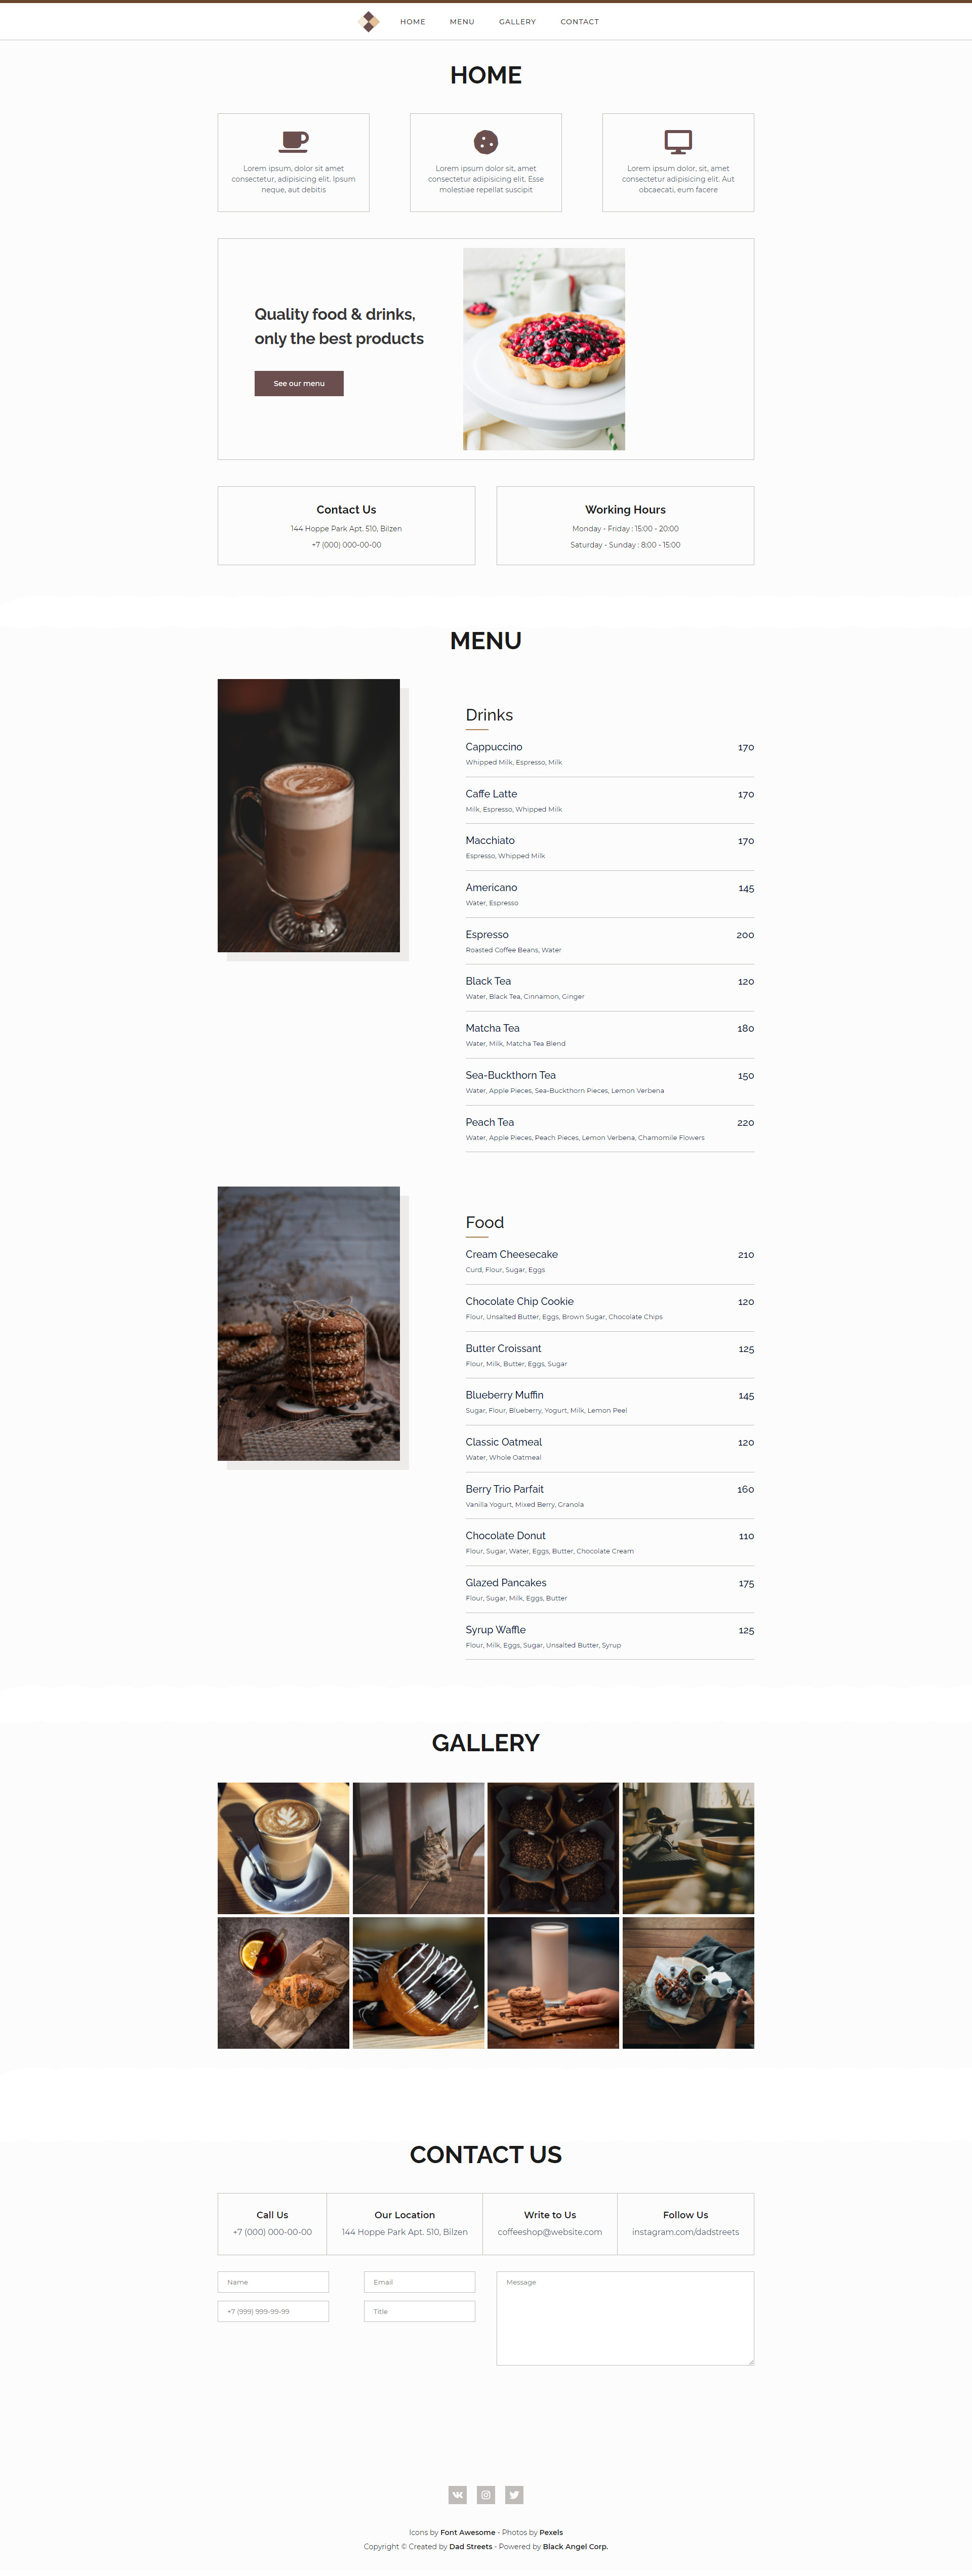 HOME
MENU
GALLERY
CONTACT
HOME
Lorem ipsum, dolor sit amet
consectetur, adipisicing elit. Ipsum
neque, aut debitis
Lorem ipsum dolor sit, amet
consectetur adipisicing elit. Esse
molestiae repellat suscipit
Lorem ipsum dolor, sit, amet
consectetur adipisicing elit. Aut
obcaecati, eum facere
Quality food & drinks,
only the best products
See our menu
Contact Us
144 Hoppe Park Apt. 510, Bilzen
+7 (000) 000-00-00
Working Hours
Monday - Friday : 15:00 - 20:00
Saturday - Sunday : 8:00 - 15:00
MENU
Drinks
Cappuccino 170
Whipped Milk, Espresso, Milk
Caffe Latte 170
Milk, Espresso, Whipped Milk
Macchiato 170
Espresso, Whipped Milk
Americano 145
Water, Espresso
Espresso 200
Roasted Coffee Beans, Water
Black Tea 120
Water, Black Tea, Cinnamon, Ginger
Matcha Tea 180
Water, Milk, Matcha Tea Blend
Sea-Buckthorn Tea 150
Water, Apple Pieces, Sea-Buckthorn Pieces, Lemon Verbena
Peach Tea 220
Water, Apple Pieces, Peach Pieces, Lemon Verbena, Chamomile Flowers
Food
Cream Cheesecake 210
Curd, Flour, Sugar, Eggs
Chocolate Chip Cookie 120
Flour, Unsalted Butter, Eggs, Brown Sugar, Chocolate Chips
Butter Croissant 125
Flour, Milk, Butter, Eggs, Sugar
Blueberry Muffin 145
Sugar, Flour, Blueberry, Yogurt, Milk, Lemon Peel
Classic Oatmeal 120
Water, Whole Oatmeal
Berry Trio Parfait 160
Vanilla Yogurt, Mixed Berry, Granola
Chocolate Donut 110
Flour, Sugar, Water, Eggs, Butter, Chocolate Cream
Glazed Pancakes 175
Flour, Sugar, Milk, Eggs, Butter
Syrup Waffle 125
Flour, Milk, Eggs, Sugar, Unsalted Butter, Syrup
GALLERY
CONTACT US
Call Us
+7 (000) 000-00-00
Our Location
144 Hoppe Park Apt. 510, Bilzen
Write to Us
coffeeshop@website.com
Follow Us
instagram.com/dadstreets
Name
Email
Message
+7 (999) 999-99-99
Title
Icons by Font Awesome - Photos by Pexels
Copyright © Created by Dad Streets - Powered by Black Angel Corp.